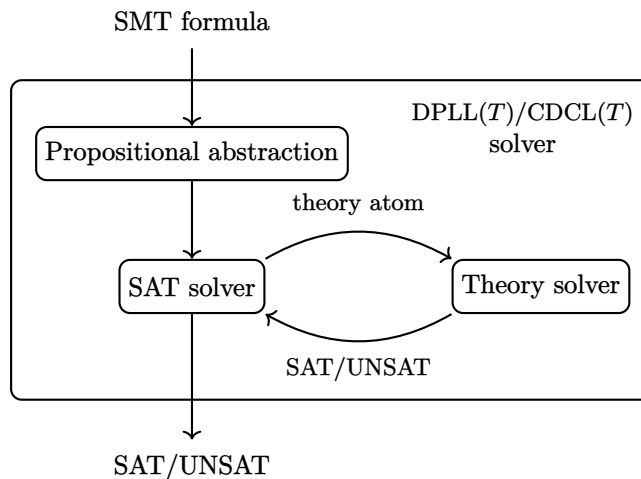 SMT formula
DPLL(T)/CDCL(T)
solver
Propositional abstraction
theory atom
SAT solver
Theory solver
SAT/UNSAT
SAT/UNSAT